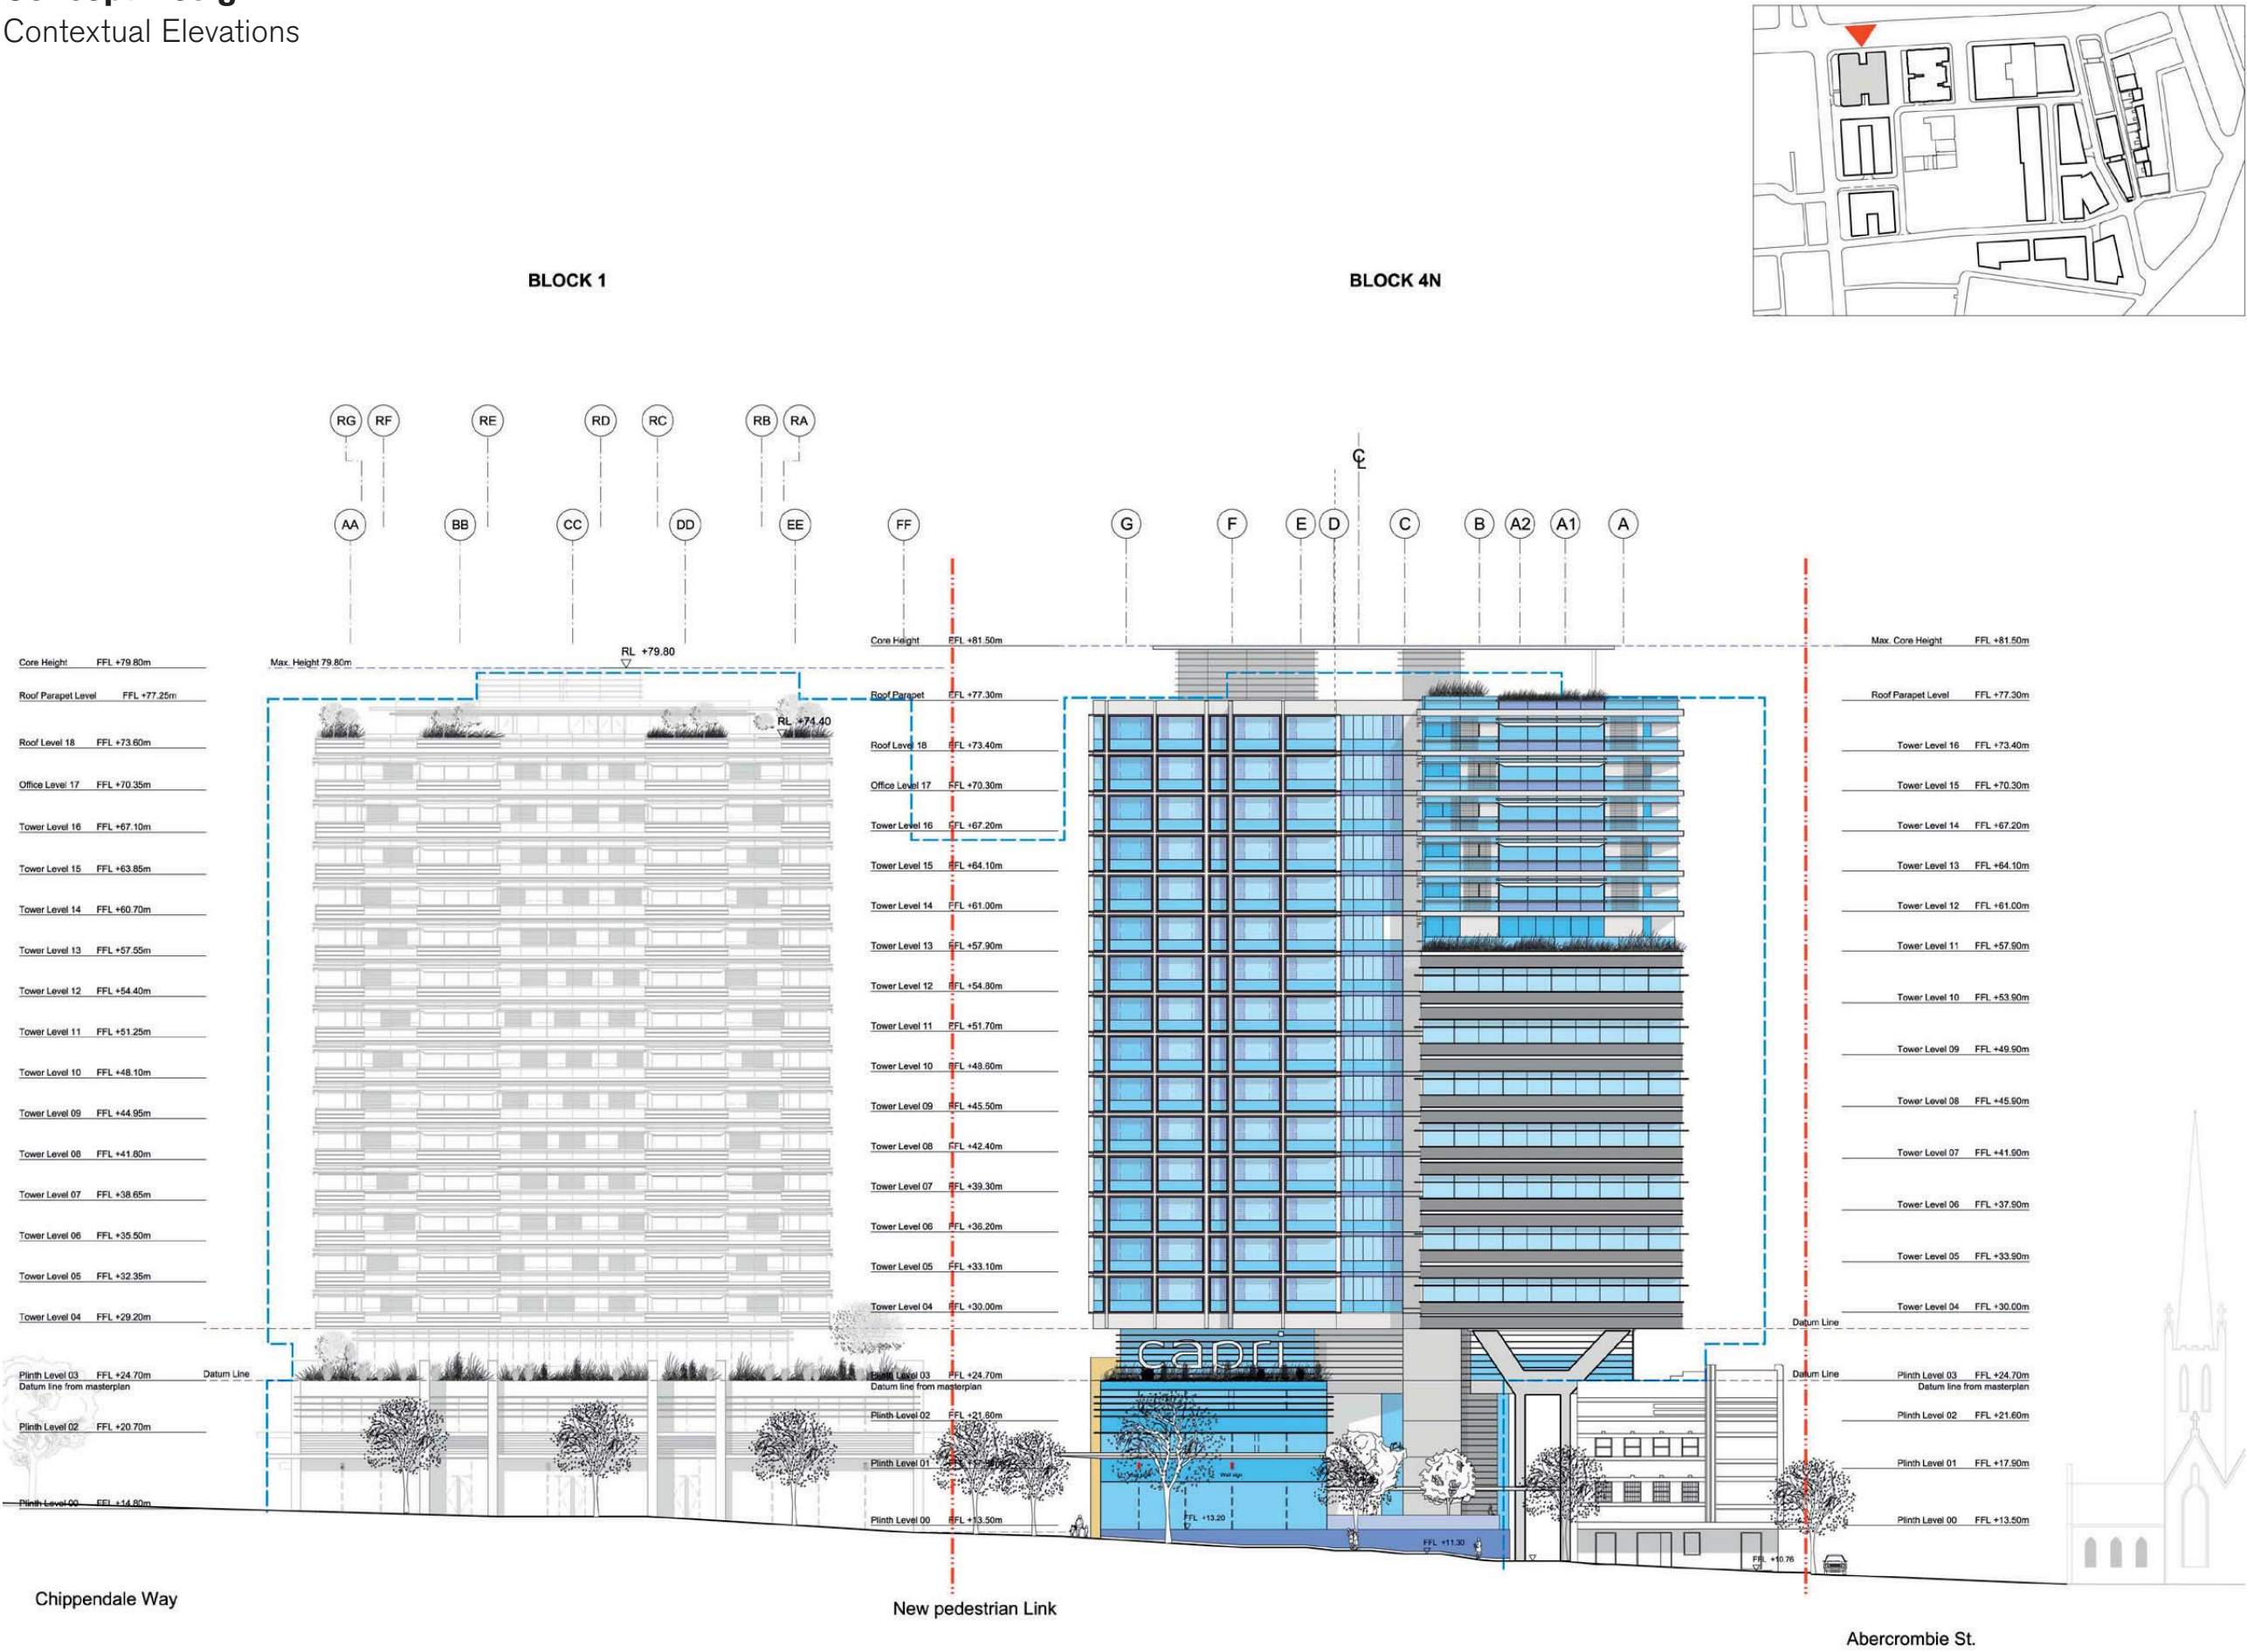 Contextual Elevations
BLOCK 1
BLOCK 4N
RG RF RE RD RC RB RA
AA BB CC DD EE FF
G F E D C B A2 A1 A
Core Height FFL +79.80m
Roof Parapet Level FFL +77.25m
Roof Level 18 FFL +73.60m
Office Level 17 FFL +70.35m
Tower Level 16 FFL +67.10m
Tower Level 15 FFL +63.85m
Tower Level 14 FFL +60.70m
Tower Level 13 FFL +57.55m
Tower Level 12 FFL +54.40m
Tower Level 11 FFL +51.25m
Tower Level 10 FFL +48.10m
Tower Level 09 FFL +44.95m
Tower Level 08 FFL +41.80m
Tower Level 07 FFL +38.65m
Tower Level 06 FFL +35.50m
Tower Level 05 FFL +32.35m
Tower Level 04 FFL +29.20m
Plinth Level 03 FFL +24.70m
Datum line from masterplan
Plinth Level 02 FFL +20.70m
Plinth Level 00 FFL +14.80m
Max. Height 79.80m
RL +79.80
RL +74.40
Datum Line
Core Height FFL +81.50m
Roof Parapet FFL +77.30m
Roof Level 18 FFL +73.40m
Office Level 17 FFL +70.30m
Tower Level 16 FFL +67.20m
Tower Level 15 FFL +64.10m
Tower Level 14 FFL +61.00m
Tower Level 13 FFL +57.90m
Tower Level 12 FFL +54.80m
Tower Level 11 FFL +51.70m
Tower Level 10 FFL +48.60m
Tower Level 09 FFL +45.50m
Tower Level 08 FFL +42.40m
Tower Level 07 FFL +39.30m
Tower Level 06 FFL +36.20m
Tower Level 05 FFL +33.10m
Tower Level 04 FFL +30.00m
Plinth Level 03 FFL +24.70m
Datum line from masterplan
Plinth Level 02 FFL +21.60m
Plinth Level 01
Plinth Level 00 FFL +13.50m
capri
Wall sign
FFL +13.20
FFL +11.30
FFL +10.76
Datum Line
Datum Line
Max. Core Height FFL +81.50m
Roof Parapet Level FFL +77.30m
Tower Level 16 FFL +73.40m
Tower Level 15 FFL +70.30m
Tower Level 14 FFL +67.20m
Tower Level 13 FFL +64.10m
Tower Level 12 FFL +61.00m
Tower Level 11 FFL +57.90m
Tower Level 10 FFL +53.90m
Tower Level 09 FFL +49.90m
Tower Level 08 FFL +45.90m
Tower Level 07 FFL +41.90m
Tower Level 06 FFL +37.90m
Tower Level 05 FFL +33.90m
Tower Level 04 FFL +30.00m
Plinth Level 03 FFL +24.70m
Datum line from masterplan
Plinth Level 02 FFL +21.60m
Plinth Level 01 FFL +17.90m
Plinth Level 00 FFL +13.50m
Chippendale Way
New pedestrian Link
Abercrombie St.